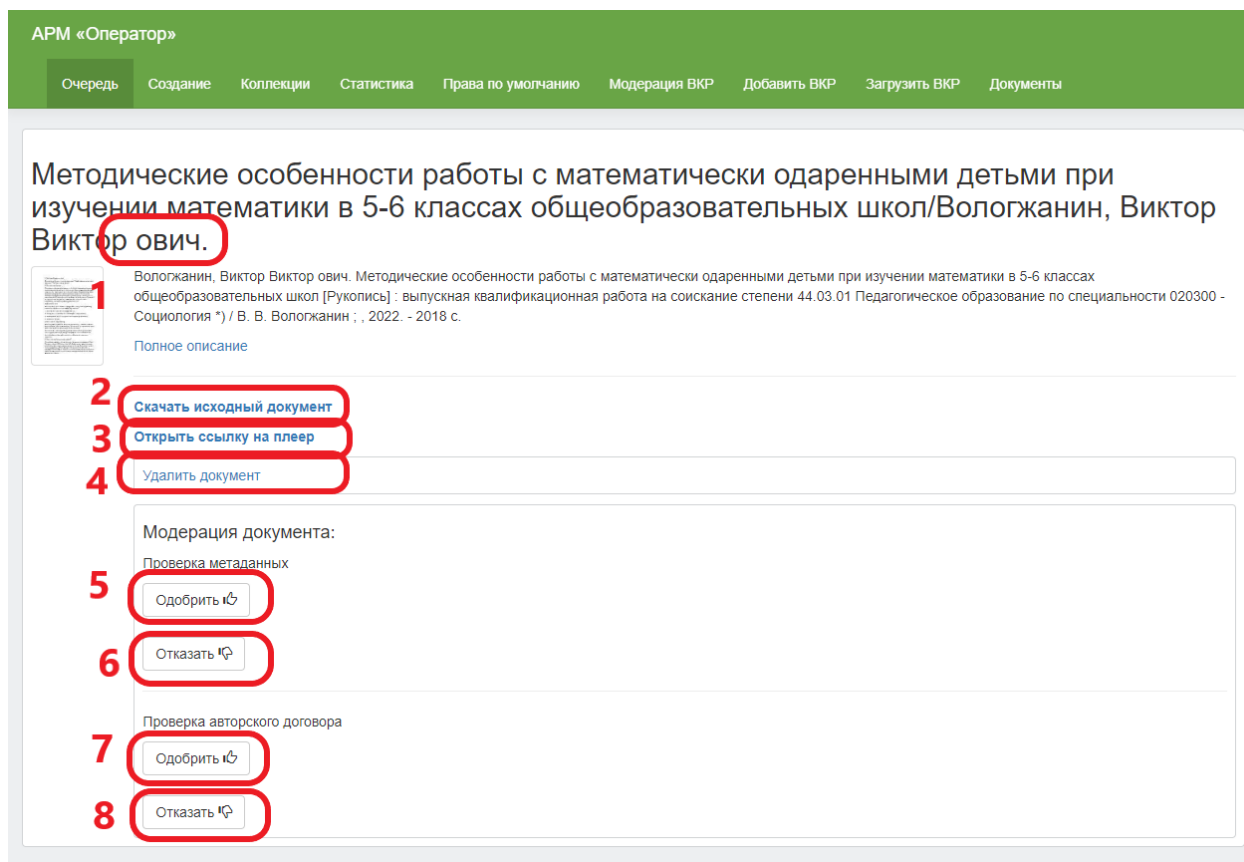 АРМ «Оператор»
Очередь Создание Коллекции Статистика Права по умолчанию Модерация ВКР Добавить ВКР Загрузить ВКР Документы
Методические особенности работы с математически одаренными детьми при
изучении математики в 5-6 классах общеобразовательных школ/Вологжанин, Виктор
Виктор ович.
1
Вологжанин, Виктор Виктор ович. Методические особенности работы с математически одаренными детьми при изучении математики в 5-6 классах
общеобразовательных школ [Рукопись] : выпускная квалификационная работа на соискание степени 44.03.01 Педагогическое образование по специальности 020300 -
Социология *) / В. В. Вологжанин ; , 2022. - 2018 с.
Полное описание
2 Скачать исходный документ
3 Открыть ссылку на плеер
4 Удалить документ
Модерация документа:
Проверка метаданных
5 Одобрить
6 Отказать
Проверка авторского договора
7 Одобрить
8 Отказать